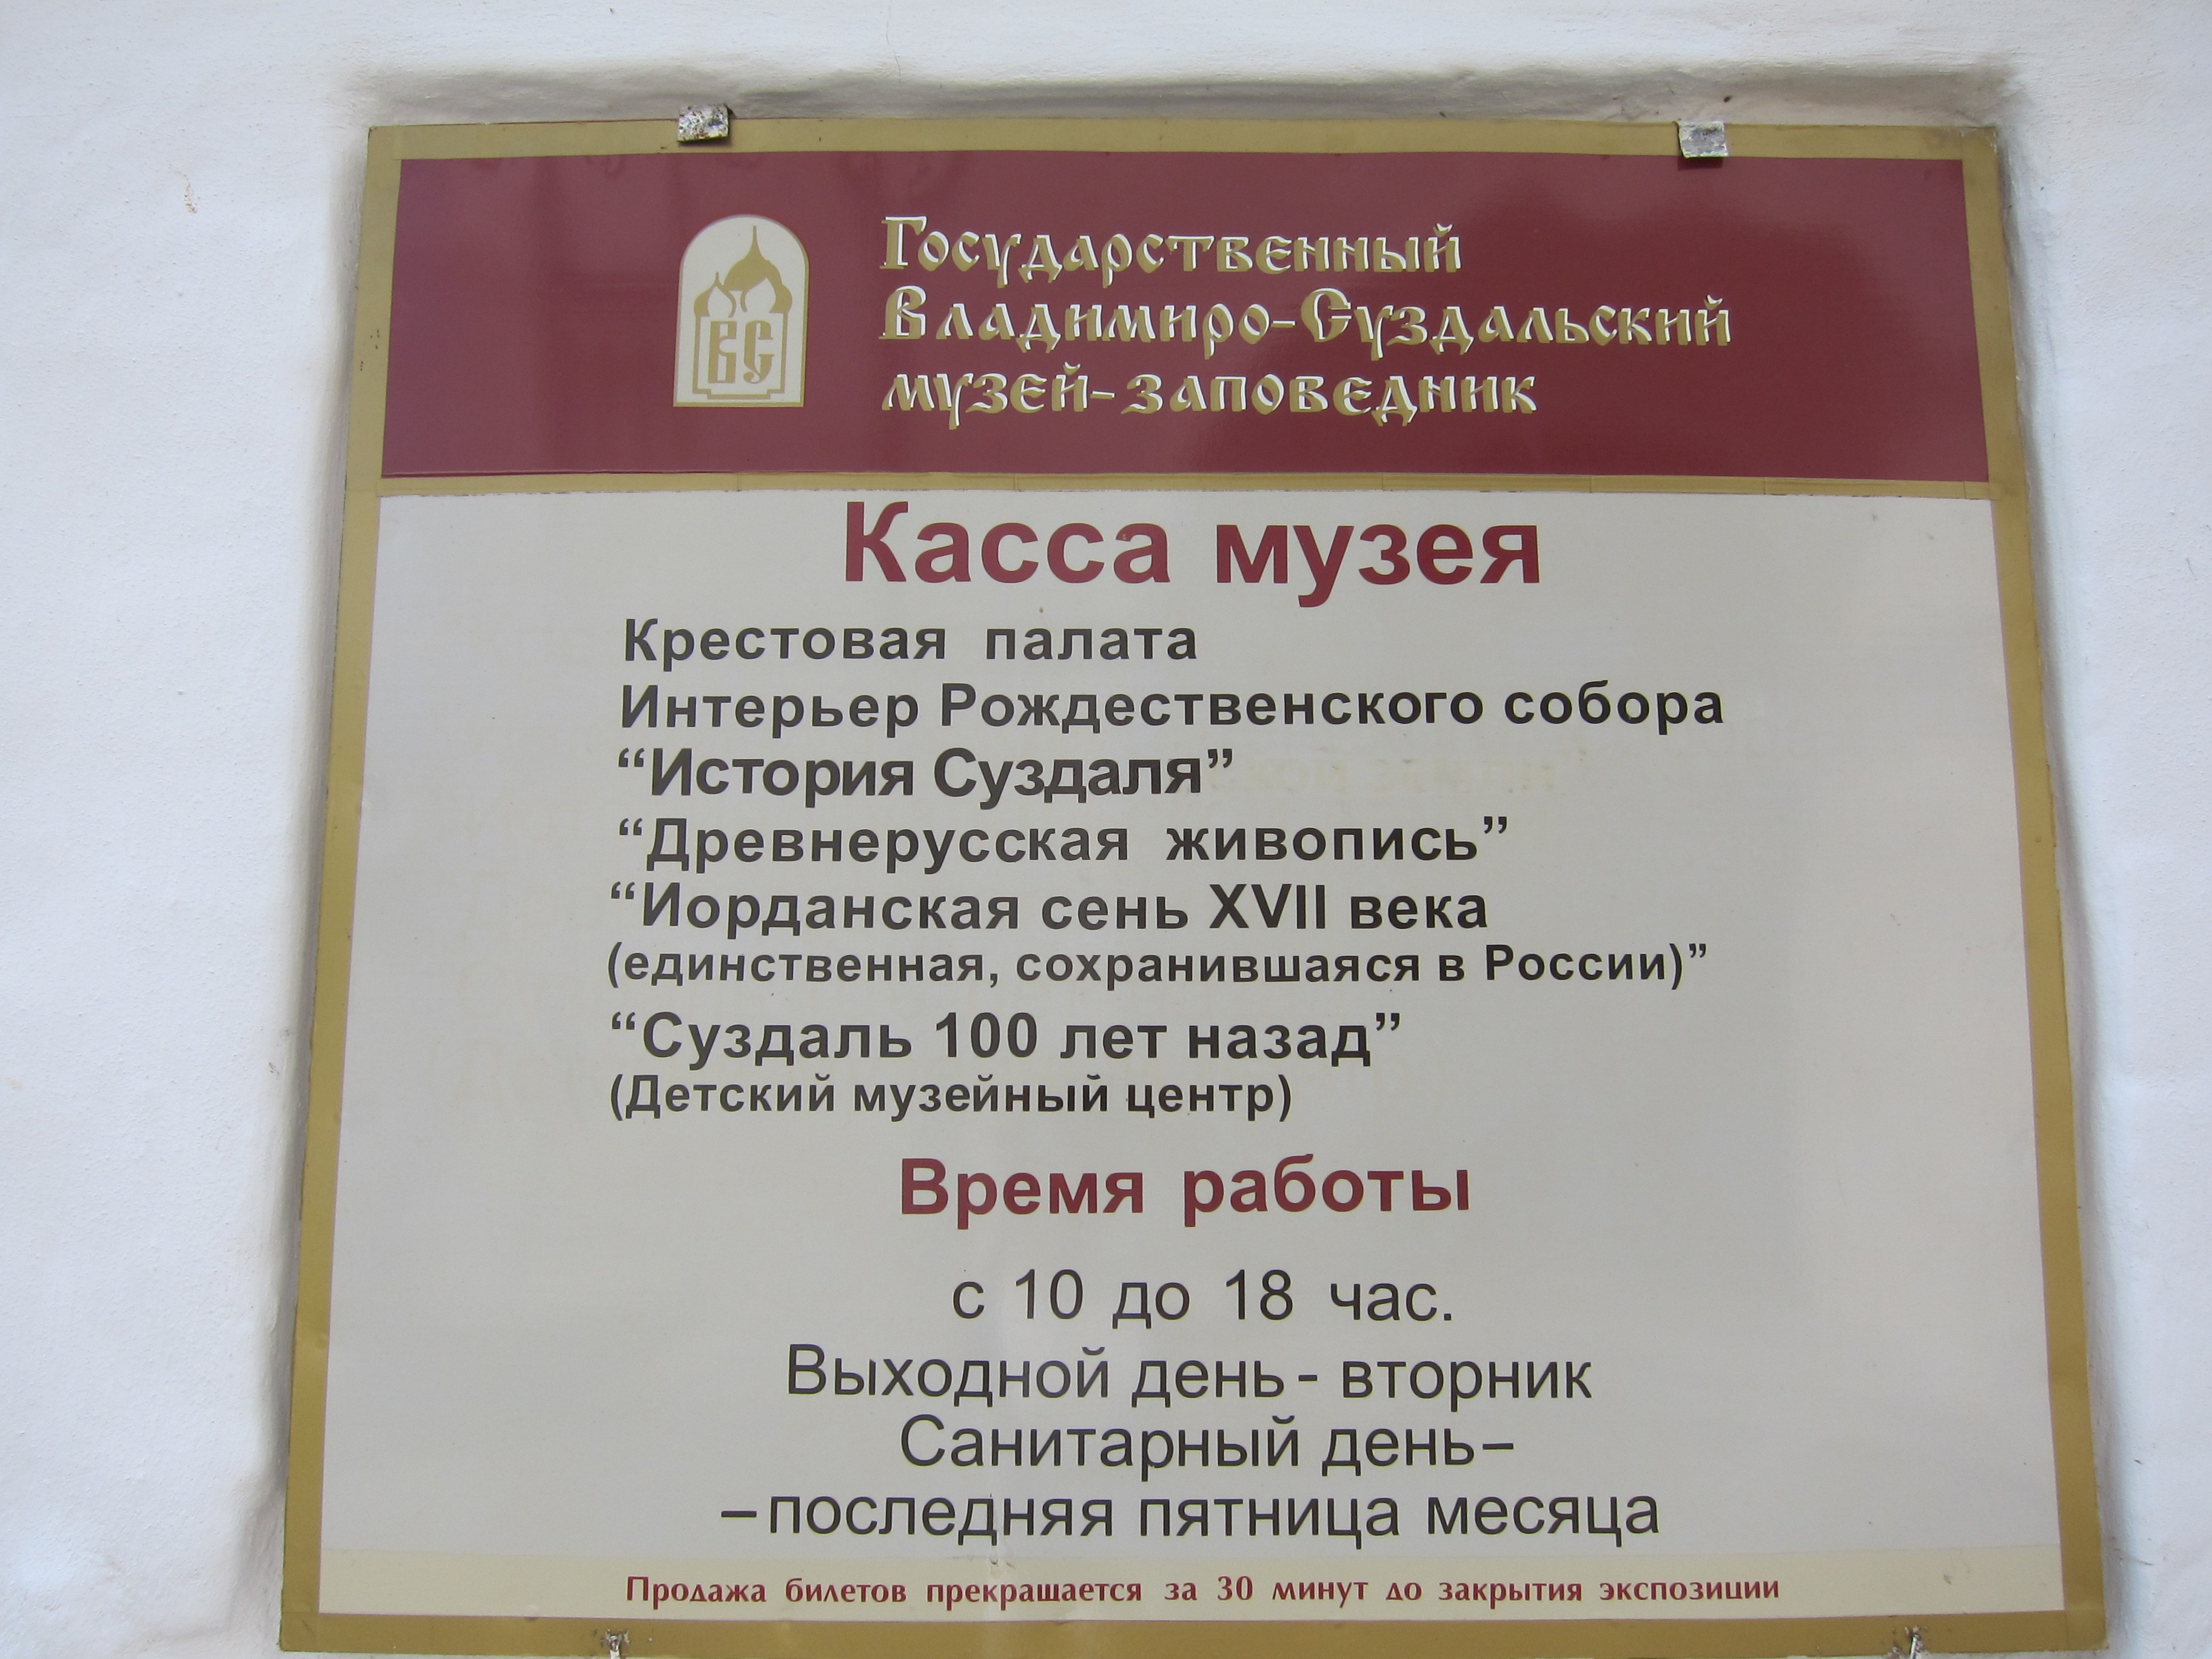 ВС
Государственный
Владимиро-Суздальский
музей-заповедник
Касса музея
Крестовая палата
Интерьер Рождественского собора
“История Суздаля”
“Древнерусская живопись”
“Иорданская сень XVII века
(единственная, сохранившаяся в России)”
“Суздаль 100 лет назад”
(Детский музейный центр)
Время работы
с 10 до 18 час.
Выходной день - вторник
Санитарный день–
–последняя пятница месяца
Продажа билетов прекращается за 30 минут до закрытия экспозиции